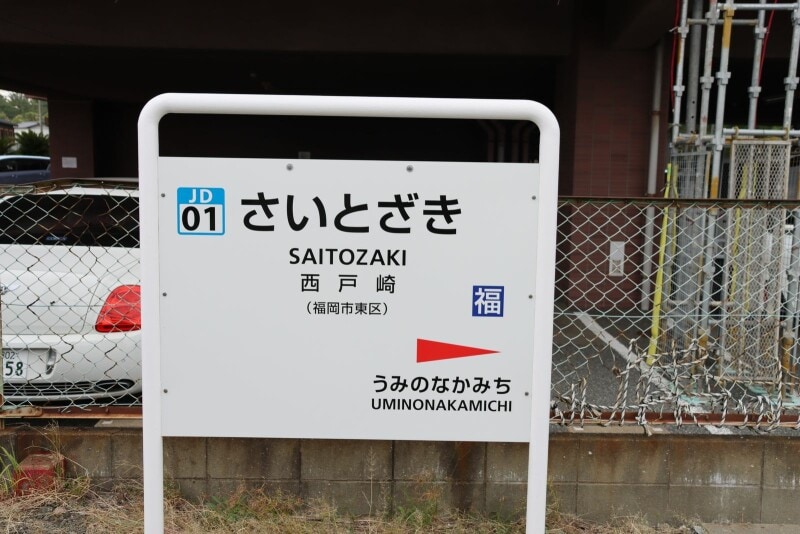 JD
01
さいとざき
SAITOZAKI
西戸崎
（福岡市東区）
福
うみのなかみち
UMINONAKAMICHI
58